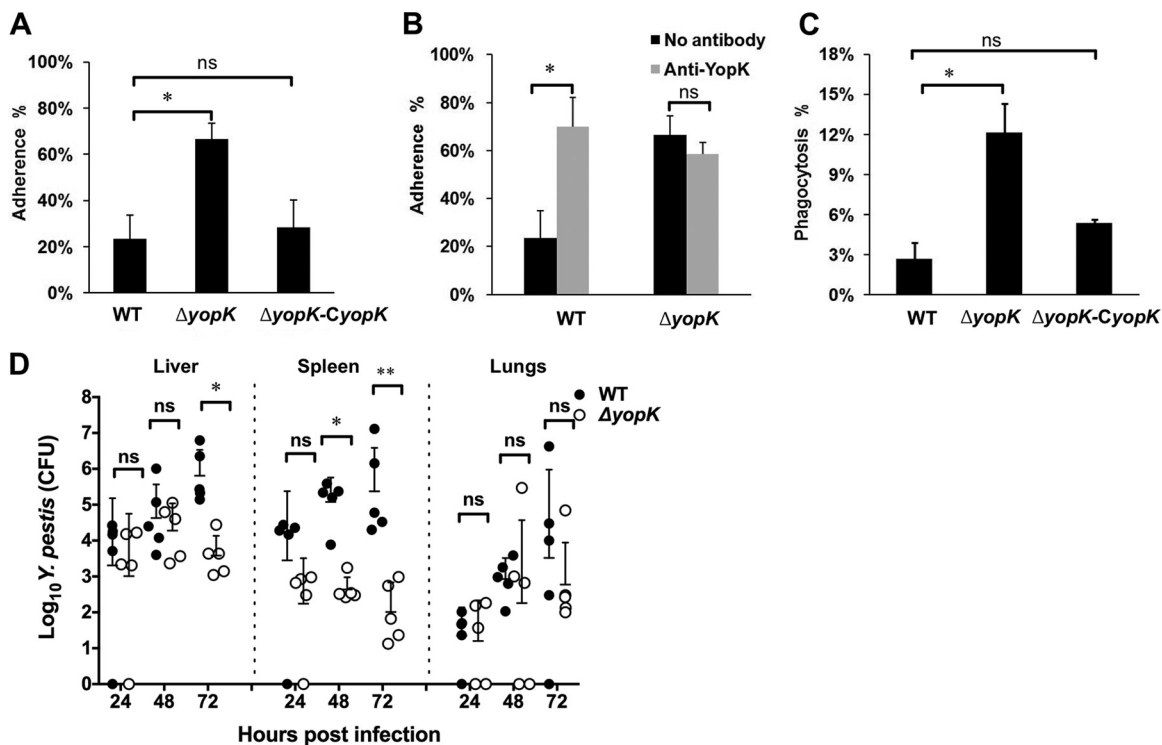 A
Adherence %
100%
80%
60%
40%
20%
0%
ns
*
WT
ΔyopK
ΔyopK-CyopK
B
Adherence %
100%
80%
60%
40%
20%
0%
No antibody
Anti-YopK
*
ns
WT
ΔyopK
C
Phagocytosis %
18%
15%
12%
9%
6%
3%
0%
ns
*
WT
ΔyopK
ΔyopK-CyopK
D
Liver
Spleen
Lungs
WT
ΔyopK
Log10 Y. pestis (CFU)
8
7
6
5
4
3
2
1
0
ns
ns
*
ns
*
**
ns
ns
ns
24 48 72 24 48 72 24 48 72
Hours post infection